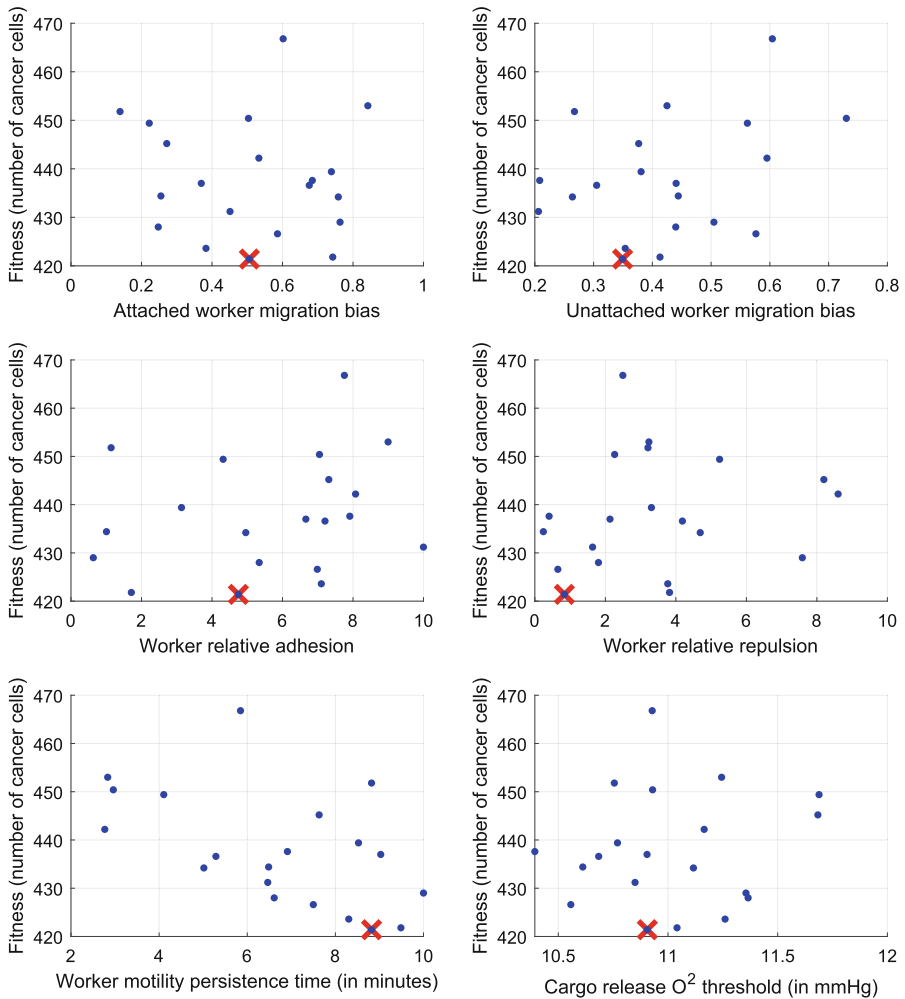 Fitness (number of cancer cells)
470
460
450
440
430
420
0 0.2 0.4 0.6 0.8 1
Attached worker migration bias
Fitness (number of cancer cells)
470
460
450
440
430
420
0.2 0.3 0.4 0.5 0.6 0.7 0.8
Unattached worker migration bias
Fitness (number of cancer cells)
470
460
450
440
430
420
0 2 4 6 8 10
Worker relative adhesion
Fitness (number of cancer cells)
470
460
450
440
430
420
0 2 4 6 8 10
Worker relative repulsion
Fitness (number of cancer cells)
470
460
450
440
430
420
2 4 6 8 10
Worker motility persistence time (in minutes)
Fitness (number of cancer cells)
470
460
450
440
430
420
10.5 11 11.5 12
Cargo release O² threshold (in mmHg)